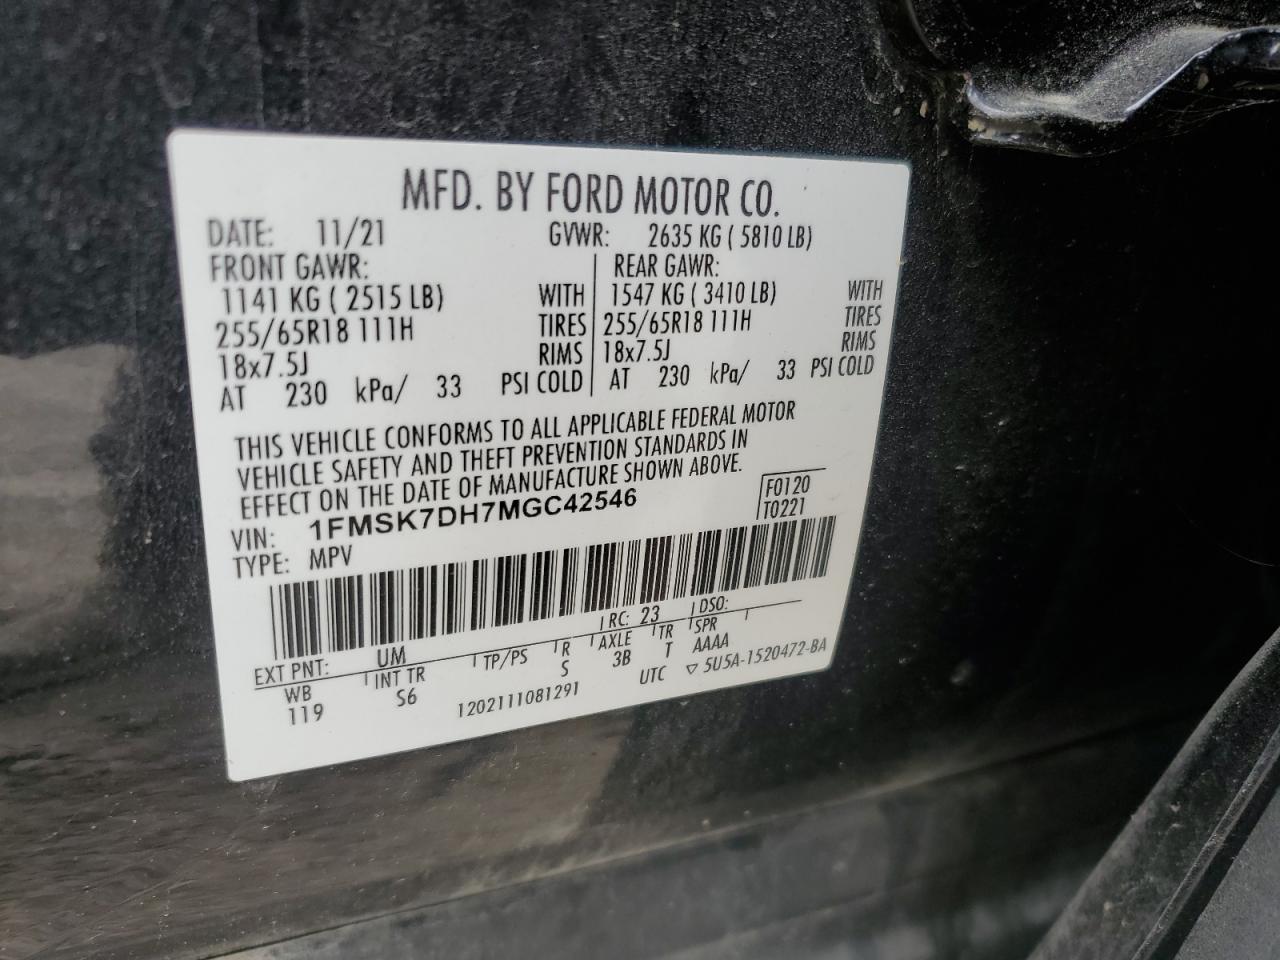 MFD. BY FORD MOTOR CO.
DATE: 11/21 GVWR: 2635 KG ( 5810 LB)
FRONT GAWR: REAR GAWR:
1141 KG ( 2515 LB) WITH 1547 KG ( 3410 LB) WITH
255/65R18 111H TIRES 255/65R18 111H TIRES
18x7.5J RIMS 18x7.5J RIMS
AT 230 kPa/ 33 PSI COLD AT 230 kPa/ 33 PSI COLD
THIS VEHICLE CONFORMS TO ALL APPLICABLE FEDERAL MOTOR
VEHICLE SAFETY AND THEFT PREVENTION STANDARDS IN
EFFECT ON THE DATE OF MANUFACTURE SHOWN ABOVE.
VIN: 1FMSK7DH7MGC42546 F0120
TYPE: MPV T0221
EXT PNT: UM RC: 23 DSO:
WB INT TR TP/PS R AXLE TR SPR
119 S6 S 3B T AAAA
1202111081291 UTC ▽ 5U5A-1520472-BA